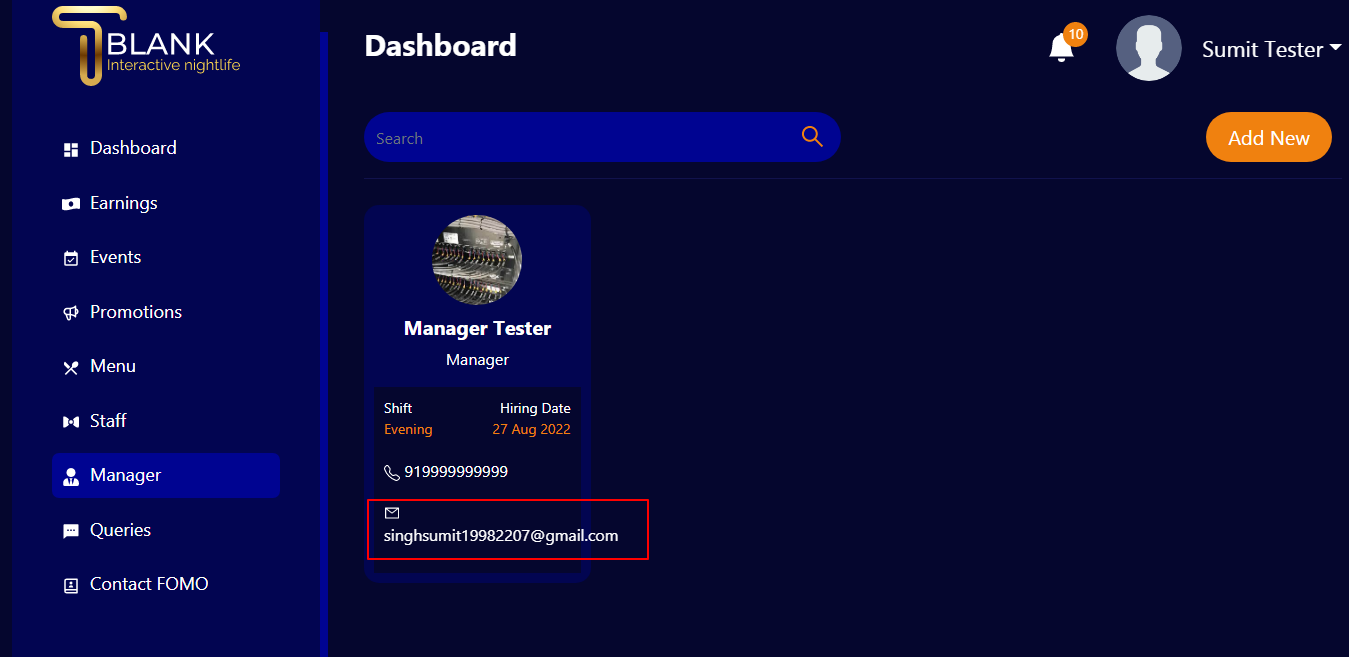 BLANK
Interactive nightlife
Dashboard
Earnings
Events
Promotions
Menu
Staff
Manager
Queries
Contact FOMO
Dashboard
10
Sumit Tester
Search
Add New
Manager Tester
Manager
Shift Hiring Date
Evening 27 Aug 2022
919999999999
singhsumit19982207@gmail.com